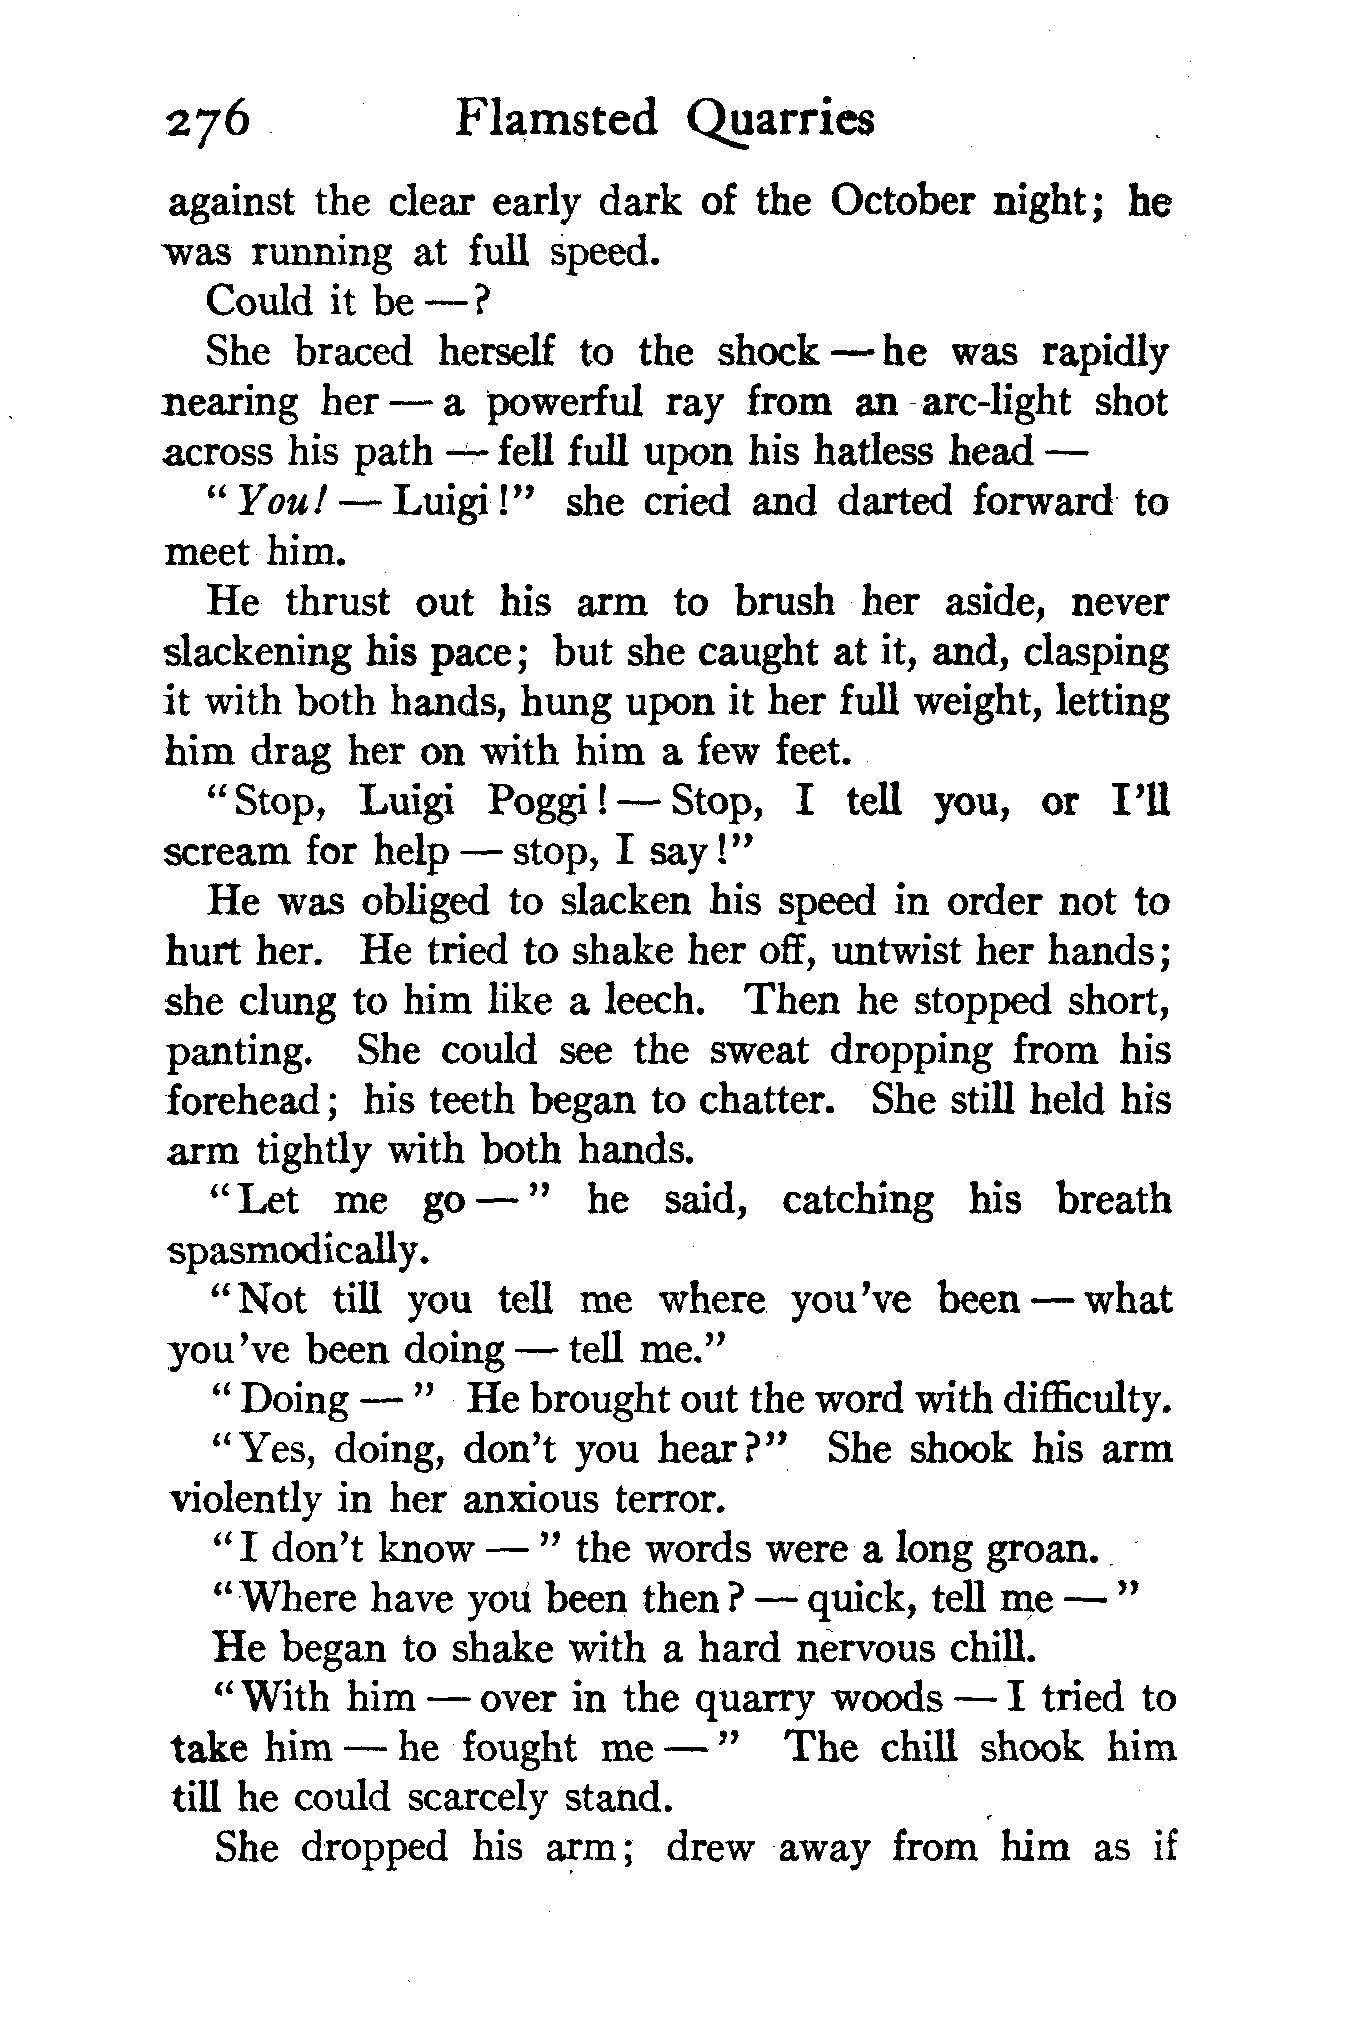 276 Flamsted Quarries
against the clear early dark of the October night; he
was running at full speed.
Could it be —?
She braced herself to the shock — he was rapidly
nearing her — a powerful ray from an arc-light shot
across his path — fell full upon his hatless head —
"You! — Luigi!" she cried and darted forward to
meet him.
He thrust out his arm to brush her aside, never
slackening his pace; but she caught at it, and, clasping
it with both hands, hung upon it her full weight, letting
him drag her on with him a few feet.
"Stop, Luigi Poggi! — Stop, I tell you, or I'll
scream for help — stop, I say!"
He was obliged to slacken his speed in order not to
hurt her. He tried to shake her off, untwist her hands;
she clung to him like a leech. Then he stopped short,
panting. She could see the sweat dropping from his
forehead; his teeth began to chatter. She still held his
arm tightly with both hands.
"Let me go — " he said, catching his breath
spasmodically.
"Not till you tell me where you've been — what
you've been doing — tell me."
"Doing — " He brought out the word with difficulty.
"Yes, doing, don't you hear?" She shook his arm
violently in her anxious terror.
"I don't know — " the words were a long groan.
"Where have you been then? — quick, tell me — "
He began to shake with a hard nervous chill.
"With him — over in the quarry woods — I tried to
take him — he fought me — " The chill shook him
till he could scarcely stand.
She dropped his arm; drew away from him as if